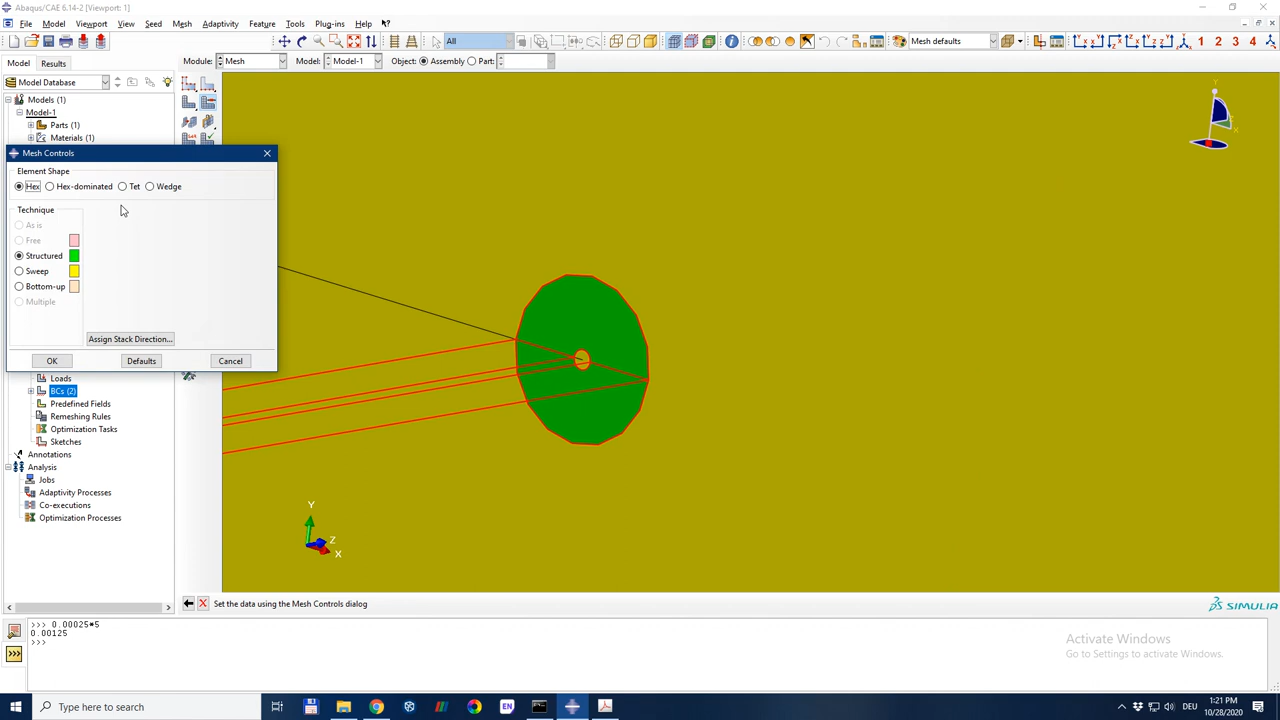 Abaqus/CAE 6.14-2 [Viewport: 1]
File Model Viewport View Seed Mesh Adaptivity Feature Tools Plug-ins Help
All
Mesh defaults
1 2 3 4
Model Results
Module: Mesh Model: Model-1 Object: Assembly Part:
Model Database
Models (1)
Model-1
Parts (1)
Materials (1)
Mesh Controls
Element Shape
Hex Hex-dominated Tet Wedge
Technique
As is
Free
Structured
Sweep
Bottom-up
Multiple
Assign Stack Direction...
OK Defaults Cancel
Loads
BCs (2)
Predefined Fields
Remeshing Rules
Optimization Tasks
Sketches
Annotations
Analysis
Jobs
Adaptivity Processes
Co-executions
Optimization Processes
Y
Z
X
Set the data using the Mesh Controls dialog
SIMULIA
>>> 0.00025*5
0.00125
>>>
Activate Windows
Go to Settings to activate Windows.
Type here to search
EN
DEU
1:21 PM
10/28/2020